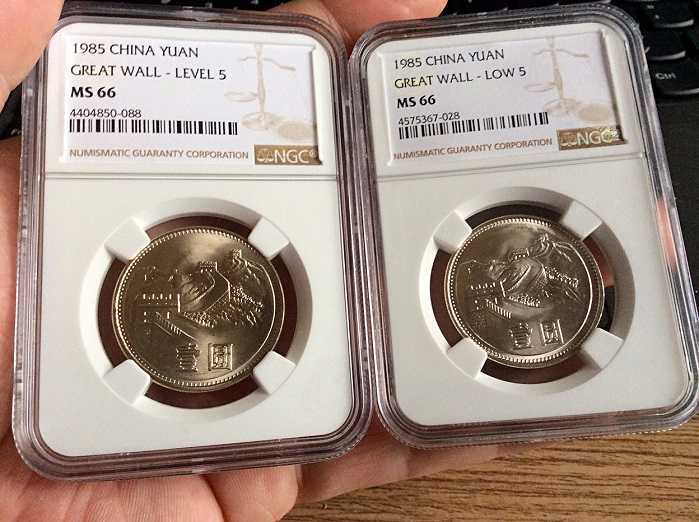 1985 CHINA YUAN
GREAT WALL - LEVEL 5
MS 66
4404850-088
NUMISMATIC GUARANTY CORPORATION NGC®
壹圆
1985 CHINA YUAN
GREAT WALL - LOW 5
MS 66
4575367-028
NUMISMATIC GUARANTY CORPORATION NGC
壹圆
Ctrl